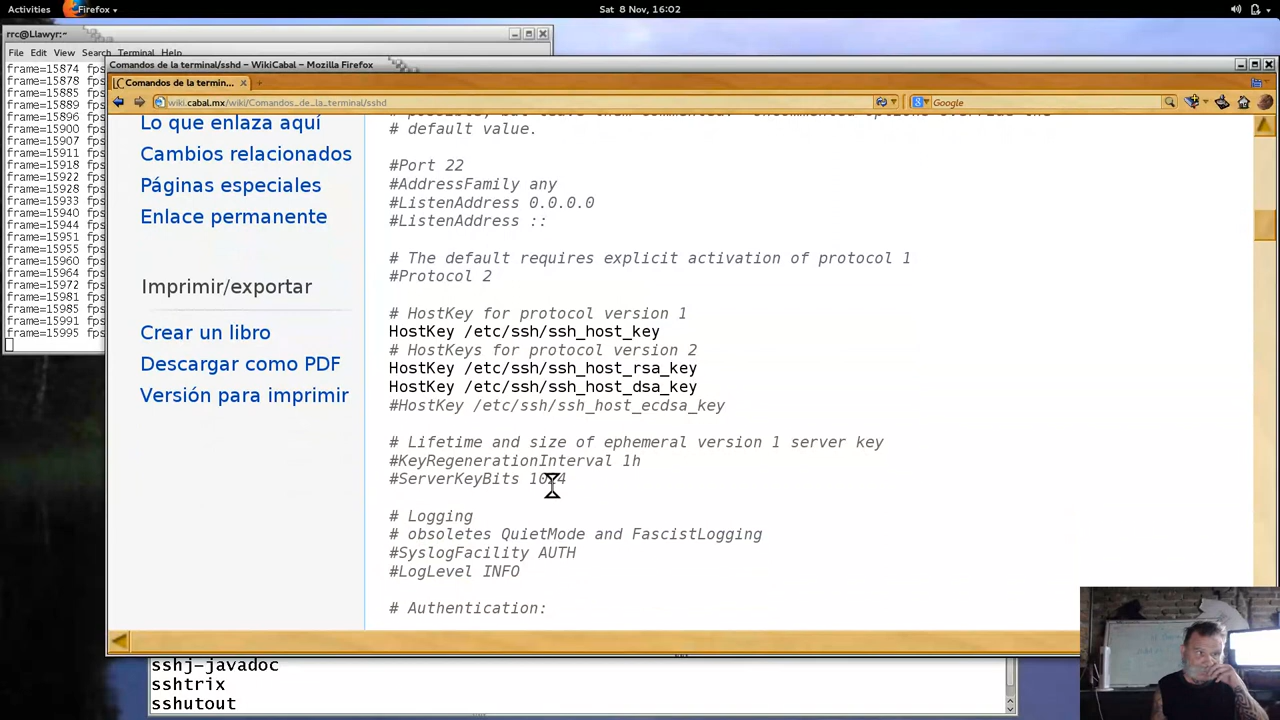 Activities
Firefox
Sat 8 Nov, 16:02
rrc@Llawyr:~
File Edit View Search Terminal Help
frame=15874 fps
frame=15878 fps
frame=15885 fps
frame=15889 fps
frame=15896 fps
frame=15900 fps
frame=15907 fps
frame=15911 fps
frame=15918 fps
frame=15922 fps
frame=15928 fps
frame=15933 fps
frame=15940 fps
frame=15944 fps
frame=15951 fps
frame=15955 fps
frame=15960 fps
frame=15964 fps
frame=15972 fps
frame=15981 fps
frame=15985 fps
frame=15991 fps
frame=15995 fps
Comandos de la terminal/sshd – WikiCabal – Mozilla Firefox
Comandos de la termin...
wiki.cabal.mx/wiki/Comandos_de_la_terminal/sshd
Google
Lo que enlaza aquí
Cambios relacionados
Páginas especiales
Enlace permanente
Imprimir/exportar
Crear un libro
Descargar como PDF
Versión para imprimir
# default value.
#Port 22
#AddressFamily any
#ListenAddress 0.0.0.0
#ListenAddress ::
# The default requires explicit activation of protocol 1
#Protocol 2
# HostKey for protocol version 1
HostKey /etc/ssh/ssh_host_key
# HostKeys for protocol version 2
HostKey /etc/ssh/ssh_host_rsa_key
HostKey /etc/ssh/ssh_host_dsa_key
#HostKey /etc/ssh/ssh_host_ecdsa_key
# Lifetime and size of ephemeral version 1 server key
#KeyRegenerationInterval 1h
#ServerKeyBits
# Logging
# obsoletes QuietMode and FascistLogging
#SyslogFacility AUTH
#LogLevel INFO
# Authentication:
sshj-javadoc
sshtrix
sshutout